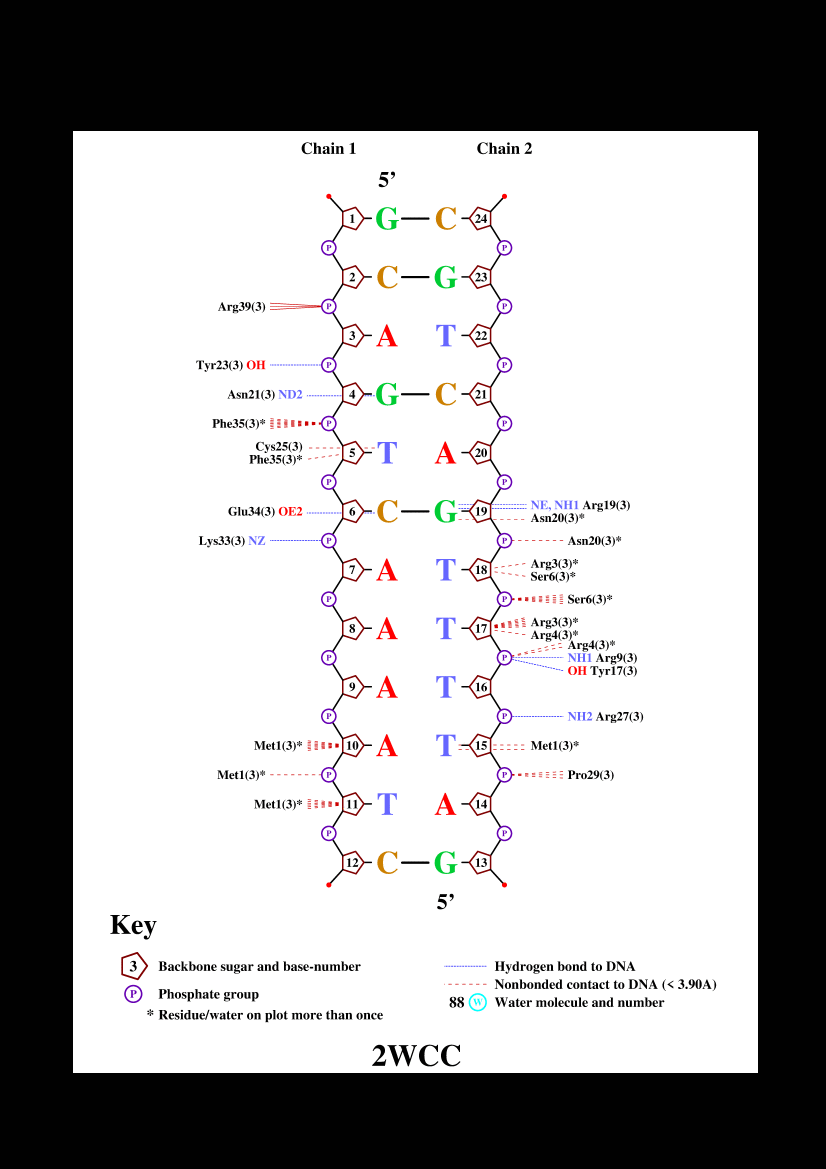 Chain 1 Chain 2
5’
1 G C 24
P P
2 C G 23
Arg39(3) P P
3 A T 22
Tyr23(3) OH P P
Asn21(3) ND2 4 G C 21
Phe35(3)* P P
Cys25(3)
Phe35(3)* 5 T A 20
P P
Glu34(3) OE2 6 C G 19 NE, NH1 Arg19(3)
Asn20(3)*
Lys33(3) NZ P P Asn20(3)*
7 A T 18 Arg3(3)*
Ser6(3)*
P P Ser6(3)*
8 A T 17 Arg3(3)*
Arg4(3)*
Arg4(3)*
P P NH1 Arg9(3)
OH Tyr17(3)
9 A T 16
P P NH2 Arg27(3)
Met1(3)* 10 A T 15 Met1(3)*
Met1(3)* P P Pro29(3)
Met1(3)* 11 T A 14
P P
12 C G 13
5’
Key
3 Backbone sugar and base-number
P Phosphate group
* Residue/water on plot more than once
Hydrogen bond to DNA
Nonbonded contact to DNA (< 3.90A)
88 W Water molecule and number
2WCC